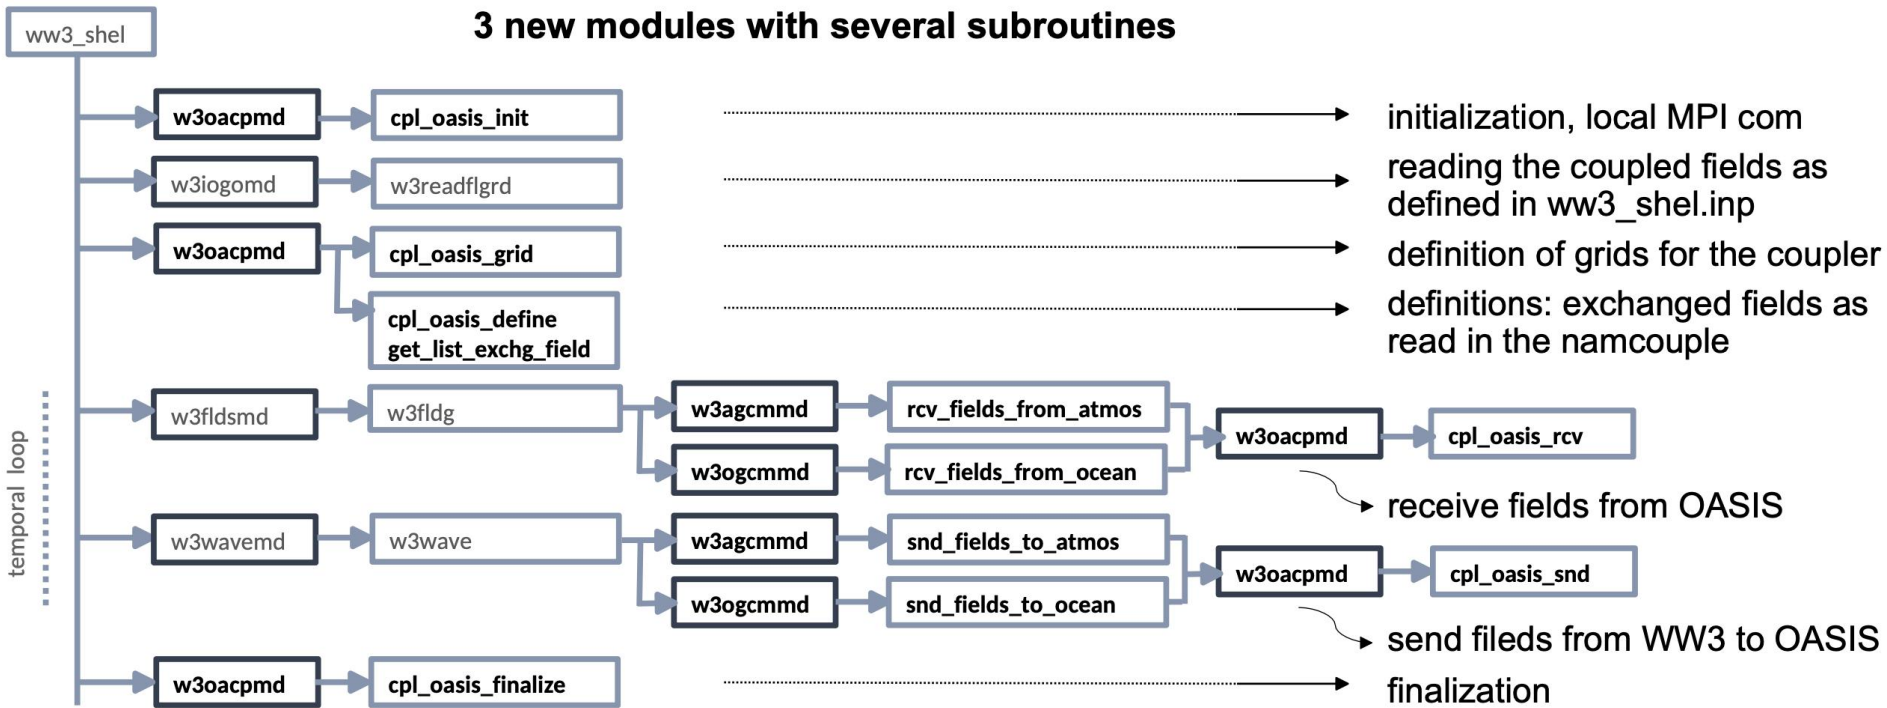 3 new modules with several subroutines
ww3_shel
w3oacpmd
cpl_oasis_init
initialization, local MPI com
w3iogomd
w3readflgrd
reading the coupled fields as
defined in ww3_shel.inp
w3oacpmd
cpl_oasis_grid
definition of grids for the coupler
cpl_oasis_define
get_list_exchg_field
definitions: exchanged fields as
read in the namcouple
temporal loop
w3fldsmd
w3fldg
w3agcmmd
rcv_fields_from_atmos
w3ogcmmd
rcv_fields_from_ocean
w3oacpmd
cpl_oasis_rcv
receive fields from OASIS
w3wavemd
w3wave
w3agcmmd
snd_fields_to_atmos
w3ogcmmd
snd_fields_to_ocean
w3oacpmd
cpl_oasis_snd
send fileds from WW3 to OASIS
w3oacpmd
cpl_oasis_finalize
finalization